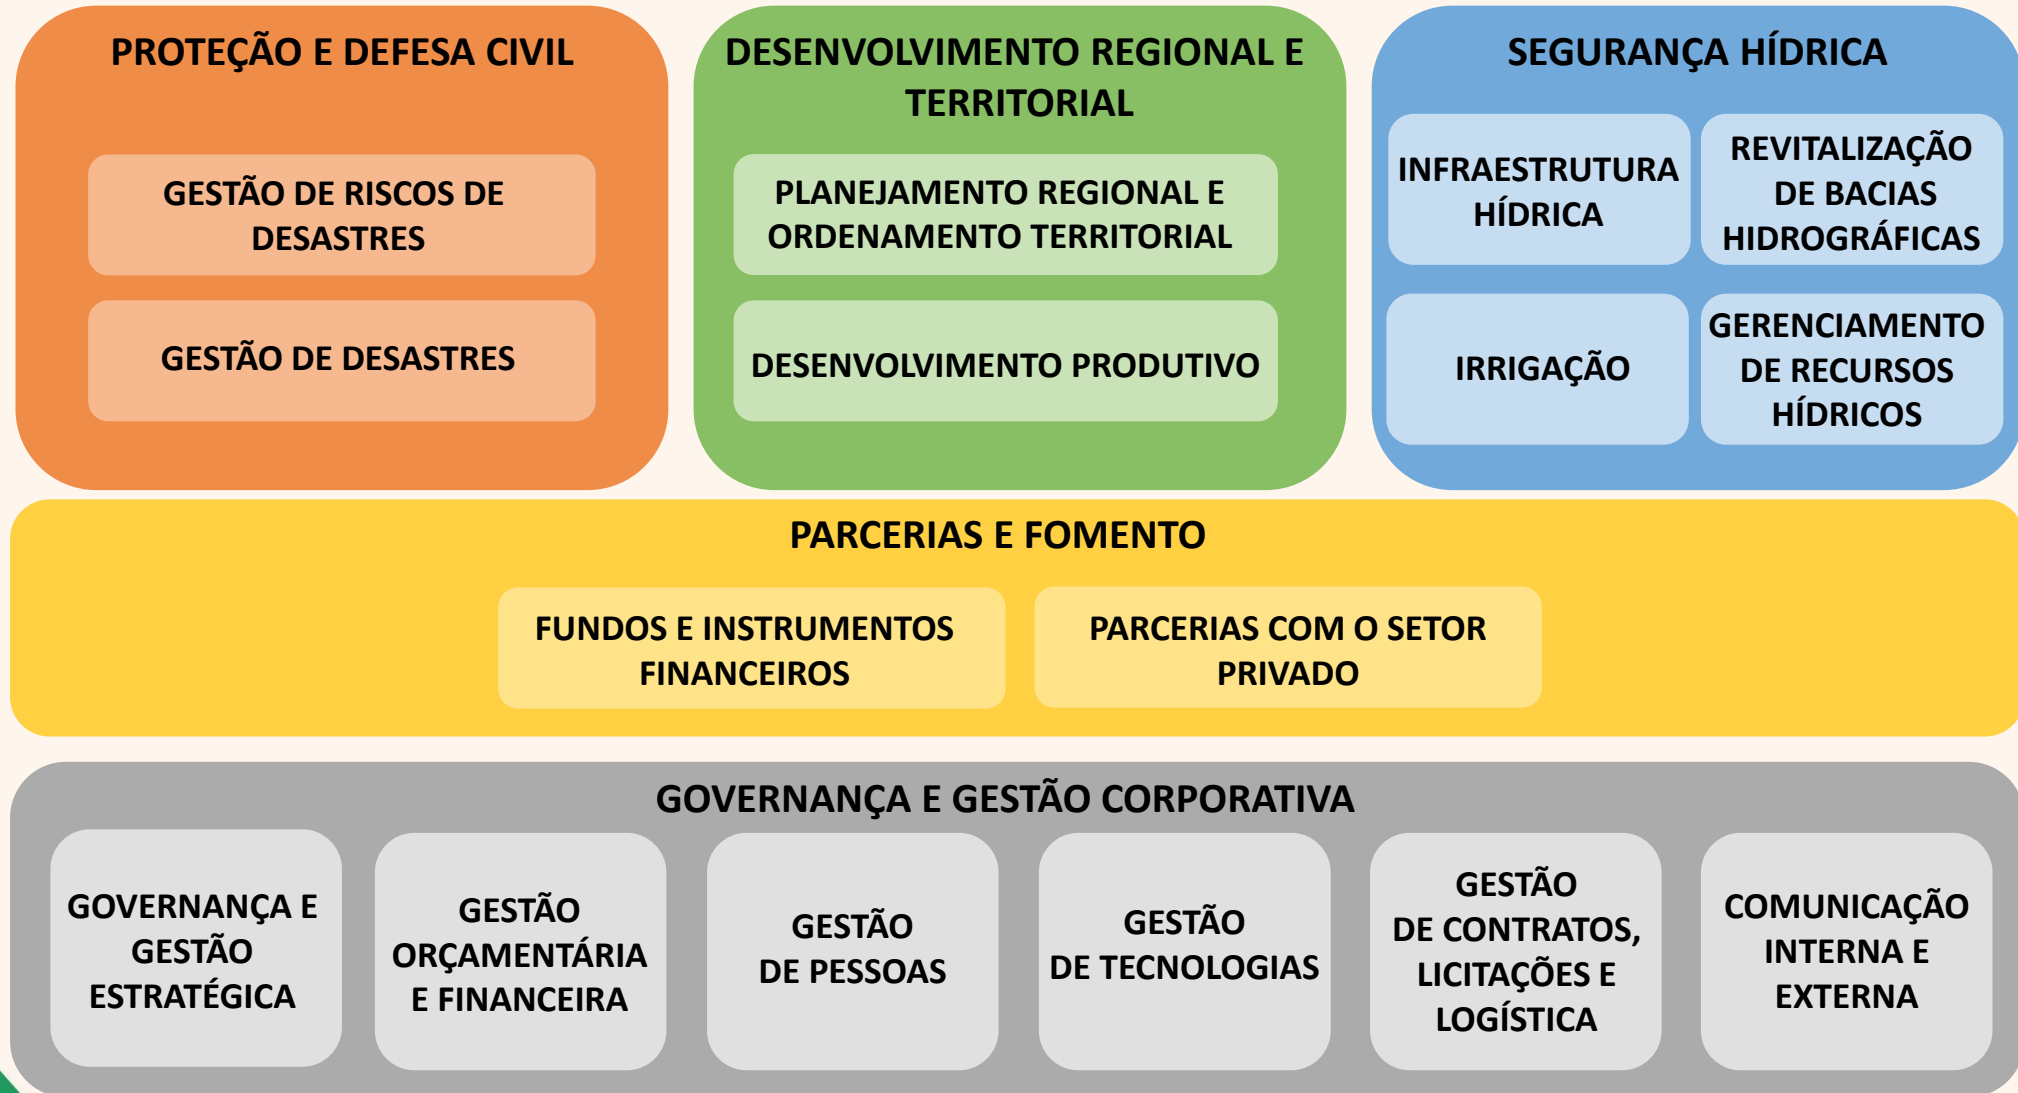 PROTEÇÃO E DEFESA CIVIL
GESTÃO DE RISCOS DE
DESASTRES
GESTÃO DE DESASTRES
DESENVOLVIMENTO REGIONAL E
TERRITORIAL
PLANEJAMENTO REGIONAL E
ORDENAMENTO TERRITORIAL
DESENVOLVIMENTO PRODUTIVO
SEGURANÇA HÍDRICA
INFRAESTRUTURA
HÍDRICA
REVITALIZAÇÃO
DE BACIAS
HIDROGRÁFICAS
IRRIGAÇÃO
GERENCIAMENTO
DE RECURSOS
HÍDRICOS
PARCERIAS E FOMENTO
FUNDOS E INSTRUMENTOS
FINANCEIROS
PARCERIAS COM O SETOR
PRIVADO
GOVERNANÇA E GESTÃO CORPORATIVA
GOVERNANÇA E
GESTÃO
ESTRATÉGICA
GESTÃO
ORÇAMENTÁRIA
E FINANCEIRA
GESTÃO
DE PESSOAS
GESTÃO
DE TECNOLOGIAS
GESTÃO
DE CONTRATOS,
LICITAÇÕES E
LOGÍSTICA
COMUNICAÇÃO
INTERNA E
EXTERNA